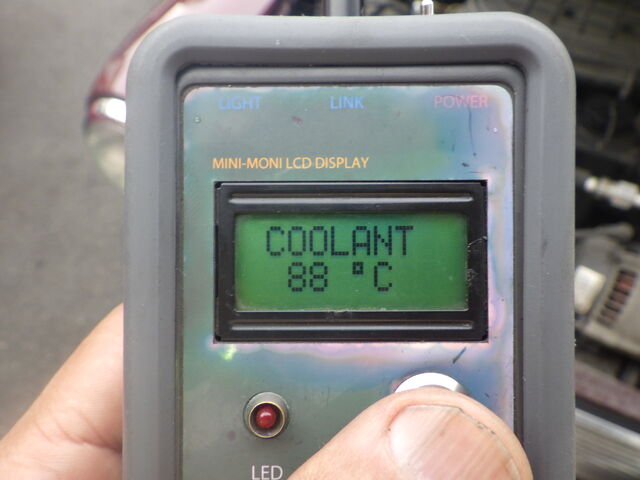 LIGHT LINK POWER
MINI-MONI LCD DISPLAY
COOLANT
88 °C
LED